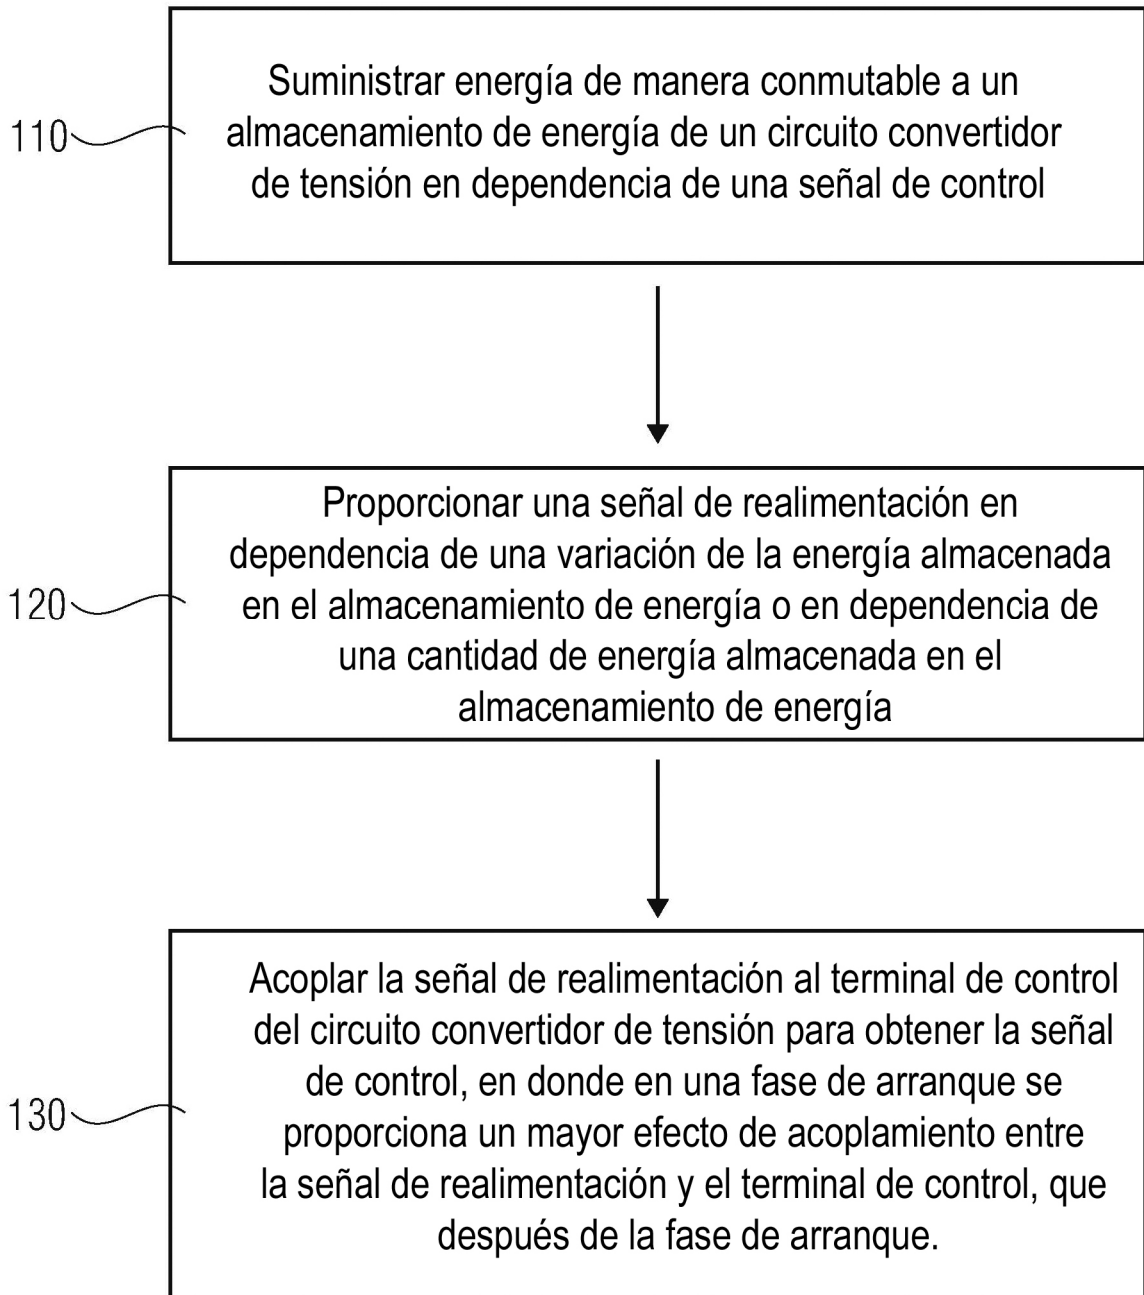 Suministrar energía de manera conmutable a un
110
almacenamiento de energía de un circuito convertidor
de tensión en dependencia de una señal de control
Proporcionar una señal de realimentación en
dependencia de una variación de la energía almacenada
120
en el almacenamiento de energía o en dependencia de
una cantidad de energía almacenada en el
almacenamiento de energía
Acoplar la señal de realimentación al terminal de control
del circuito convertidor de tensión para obtener la señal
de control, en donde en una fase de arranque se
130
proporciona un mayor efecto de acoplamiento entre
la señal de realimentación y el terminal de control, que
después de la fase de arranque.